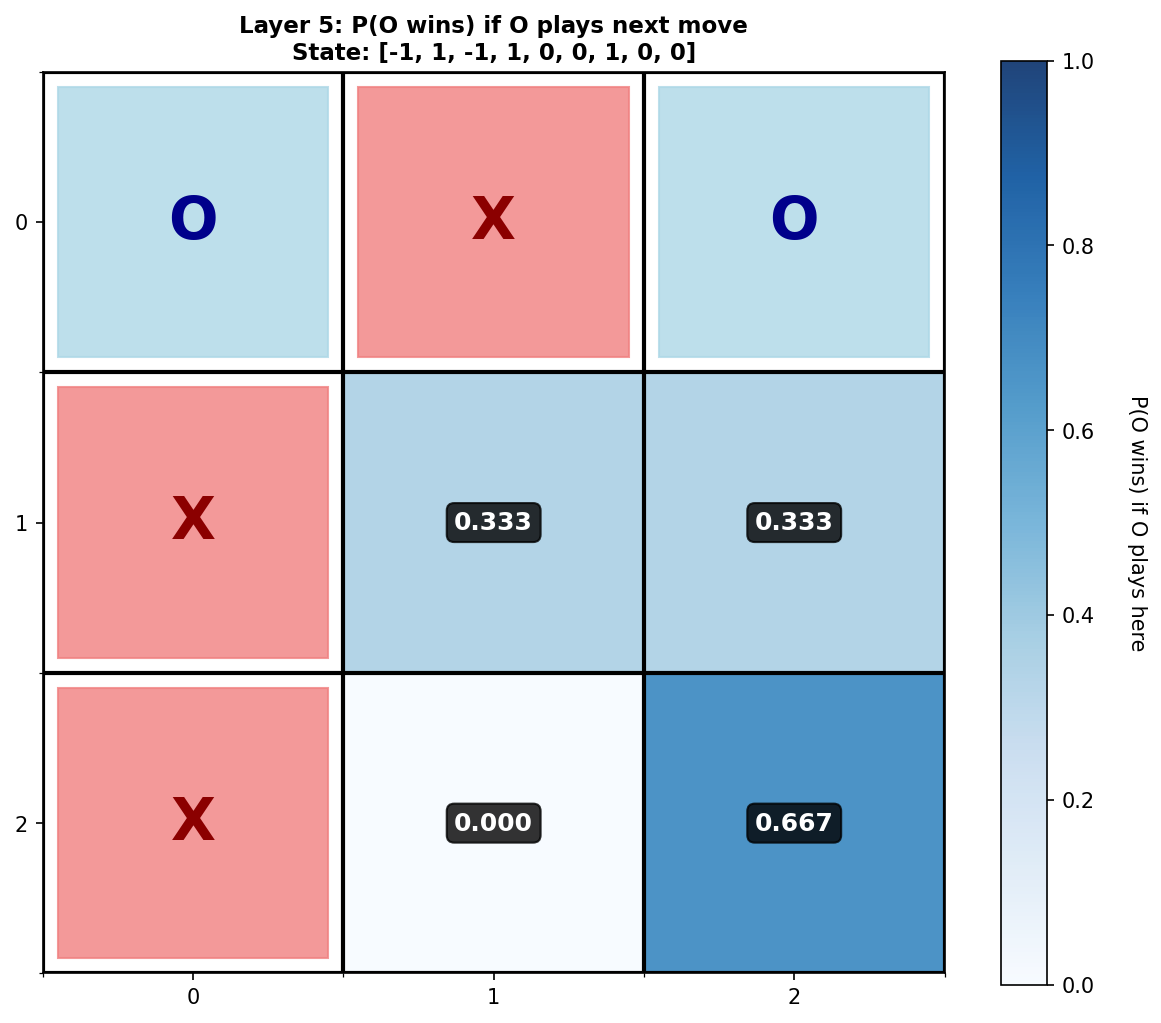 Layer 5: P(O wins) if O plays next move
State: [-1, 1, -1, 1, 0, 0, 1, 0, 0]
0
O
X
O
1
X
0.333
0.333
2
X
0.000
0.667
0
1
2
1.0
0.8
0.6
0.4
0.2
0.0
P(O wins) if O plays here